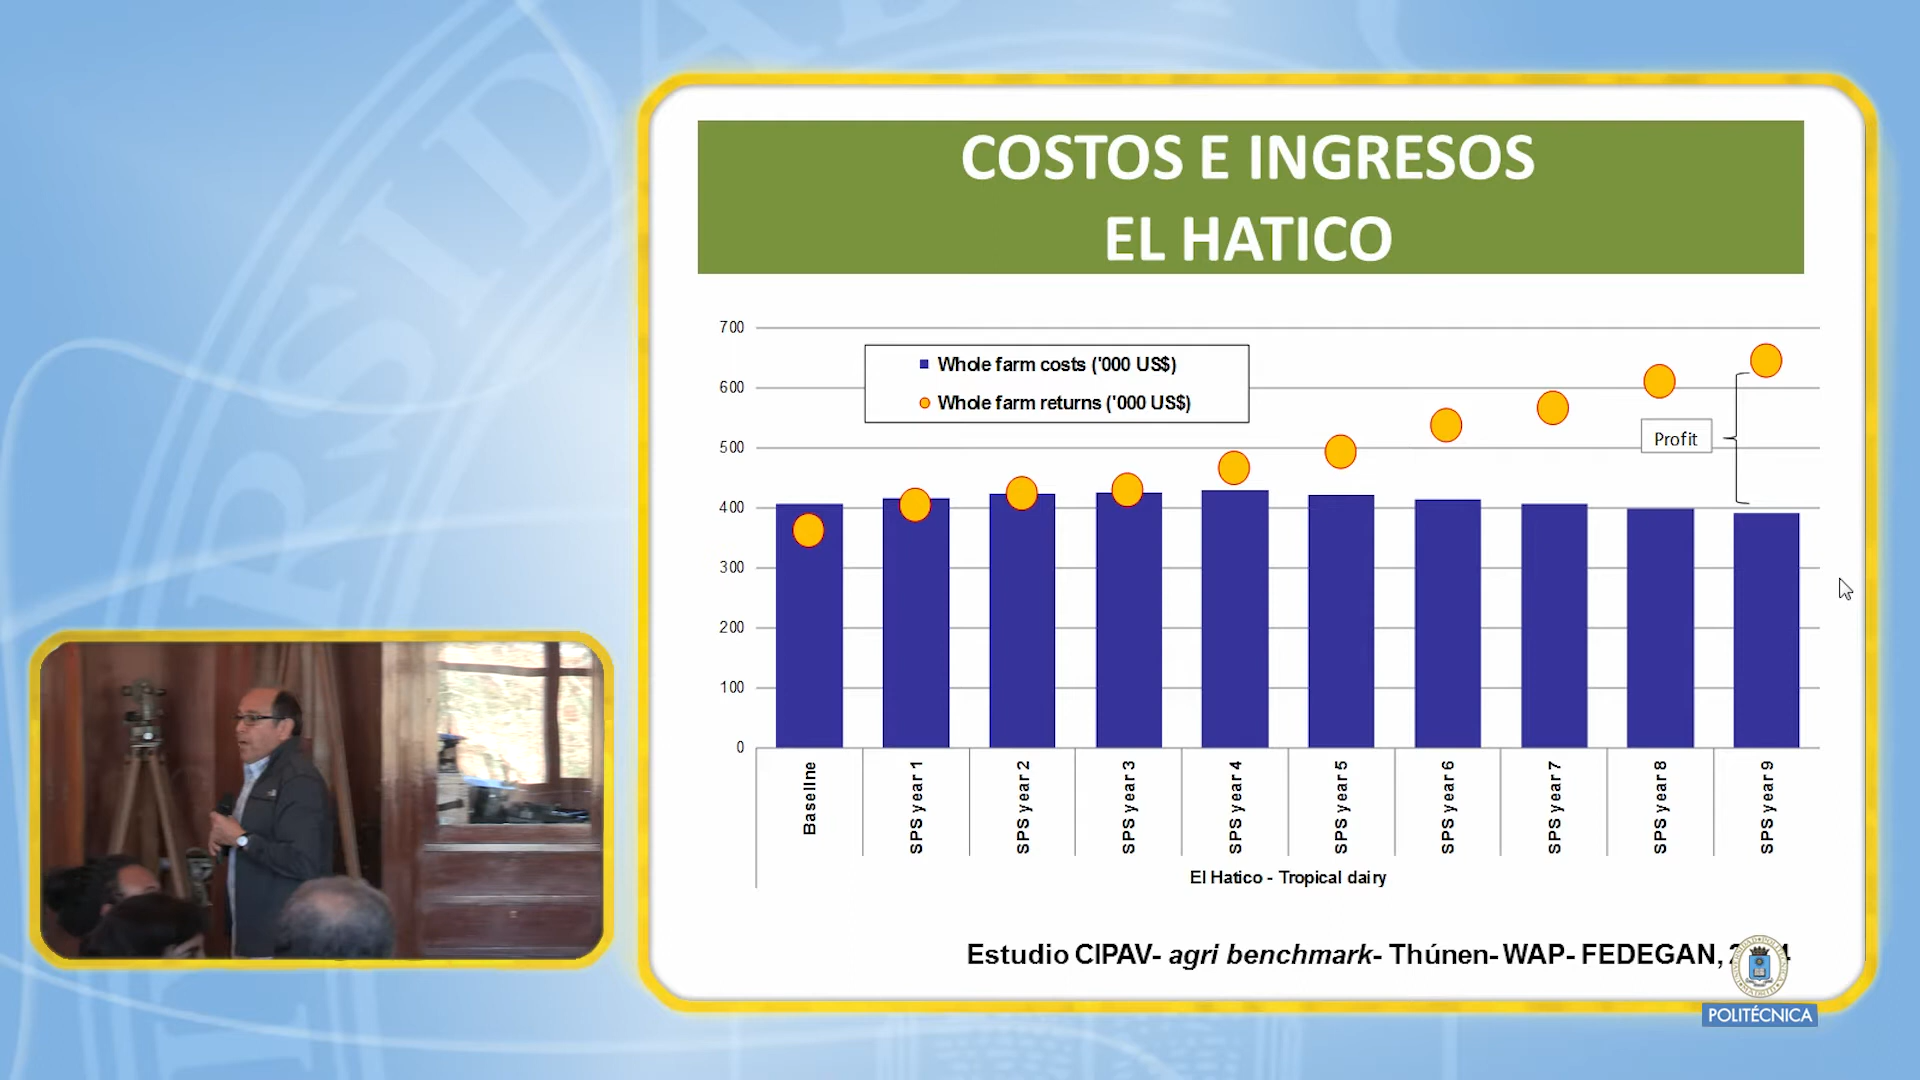 COSTOS E INGRESOS
EL HATICO
700
600
500
400
300
200
100
0
Whole farm costs ('000 US$)
Whole farm returns ('000 US$)
Profit
Baseline
SPS year 1
SPS year 2
SPS year 3
SPS year 4
SPS year 5
SPS year 6
SPS year 7
SPS year 8
SPS year 9
El Hatico - Tropical dairy
Estudio CIPAV- agri benchmark- Thúnen- WAP- FEDEGAN,
POLITÉCNICA